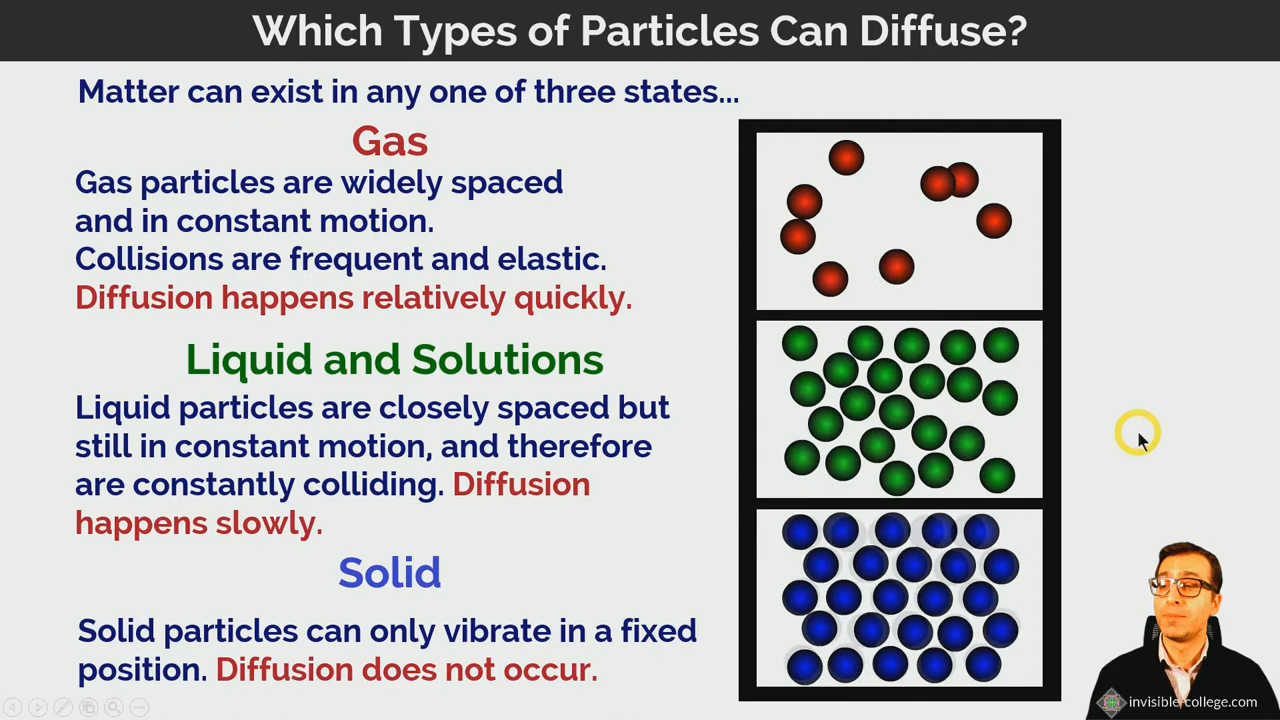 Which Types of Particles Can Diffuse?
Matter can exist in any one of three states...
Gas
Gas particles are widely spaced
and in constant motion.
Collisions are frequent and elastic.
Diffusion happens relatively quickly.
Liquid and Solutions
Liquid particles are closely spaced but
still in constant motion, and therefore
are constantly colliding. Diffusion
happens slowly.
Solid
Solid particles can only vibrate in a fixed
position. Diffusion does not occur.
invisible-college.com